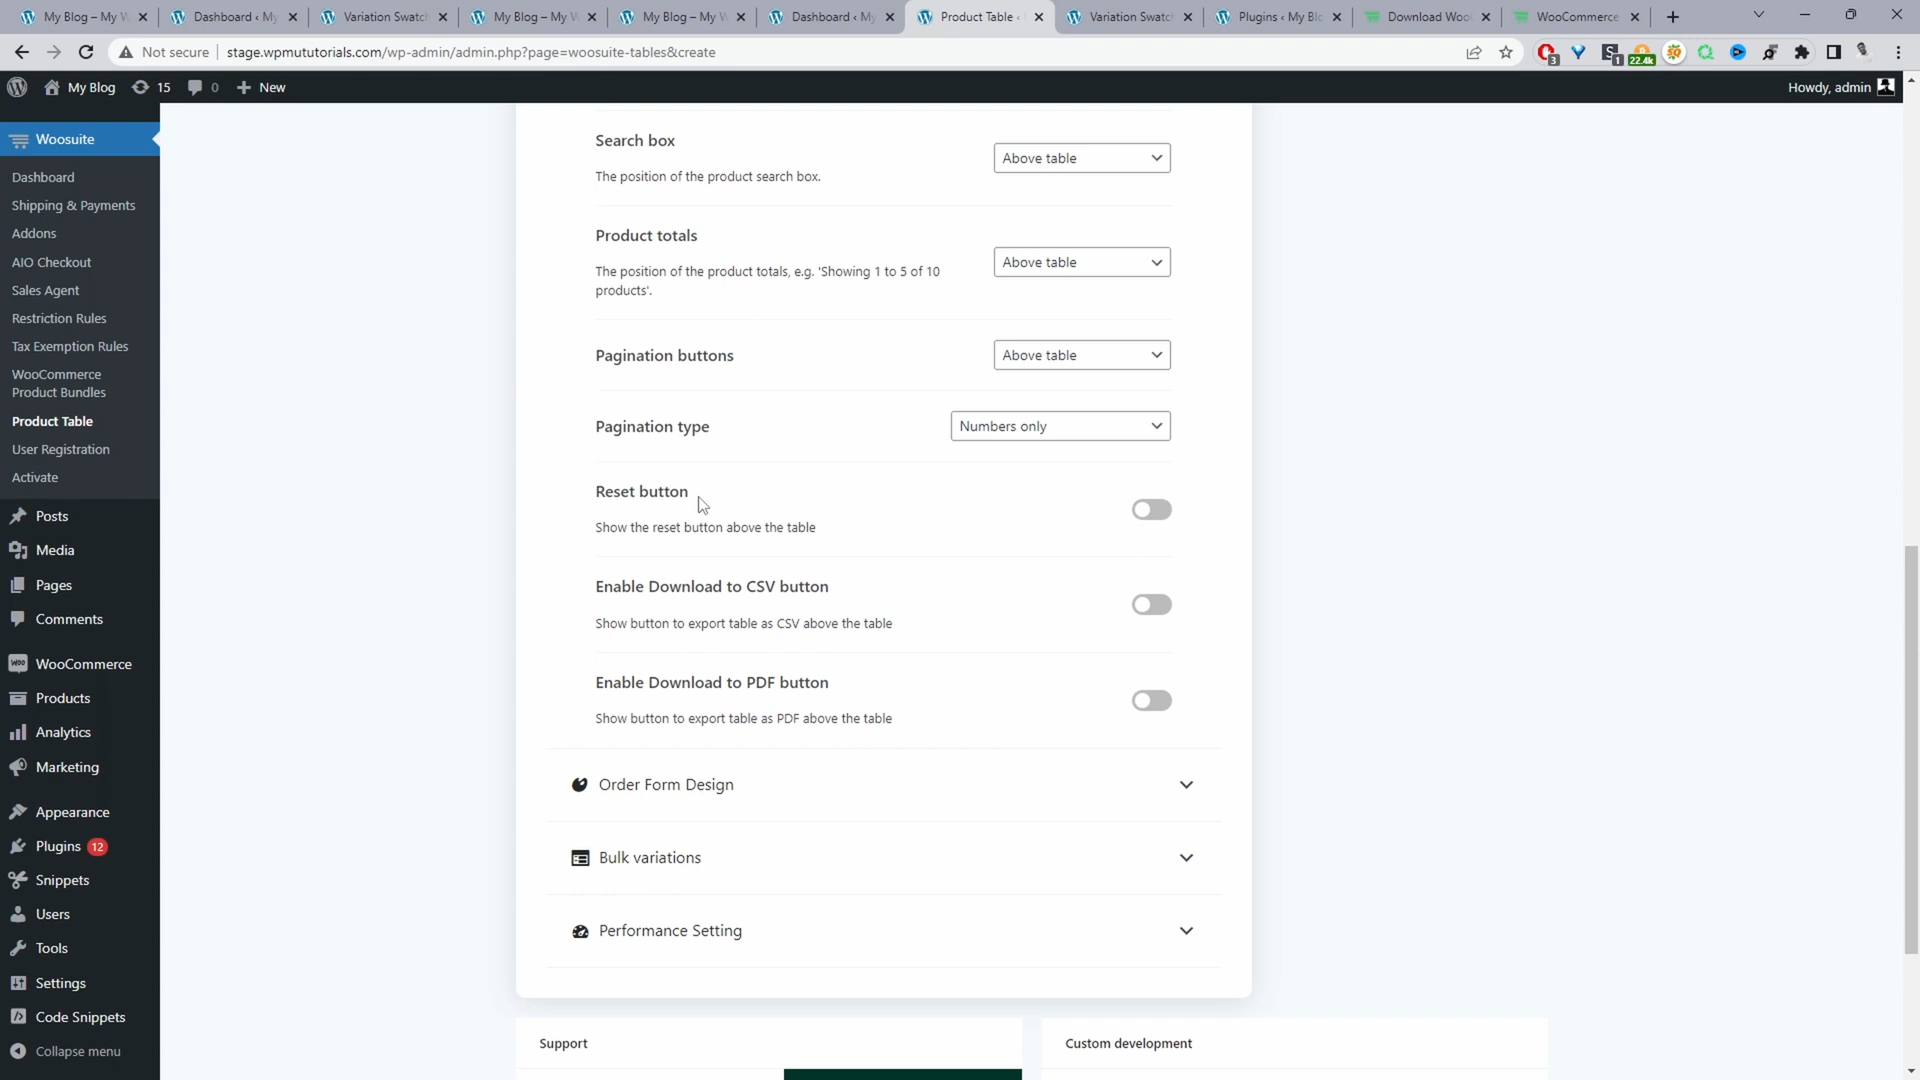 My Blog – My W
Dashboard ‹ My
Variation Swatch
My Blog – My W
My Blog – My W
Dashboard ‹ My
Product Table ‹
Variation Swatch
Plugins ‹ My Blo
Download Woo
WooCommerce
Not secure
stage.wpmututorials.com/wp-admin/admin.php?page=woosuite-tables&create
3
1
22.4k
My Blog
15
0
New
Howdy, admin
Woosuite
Dashboard
Shipping & Payments
Addons
AIO Checkout
Sales Agent
Restriction Rules
Tax Exemption Rules
WooCommerce
Product Bundles
Product Table
User Registration
Activate
Posts
Media
Pages
Comments
WooCommerce
Products
Analytics
Marketing
Appearance
Plugins 12
Snippets
Users
Tools
Settings
Code Snippets
Collapse menu
Search box
The position of the product search box.
Above table
Product totals
The position of the product totals, e.g. 'Showing 1 to 5 of 10
products'.
Above table
Pagination buttons
Above table
Pagination type
Numbers only
Reset button
Show the reset button above the table
Enable Download to CSV button
Show button to export table as CSV above the table
Enable Download to PDF button
Show button to export table as PDF above the table
Order Form Design
Bulk variations
Performance Setting
Support
Custom development